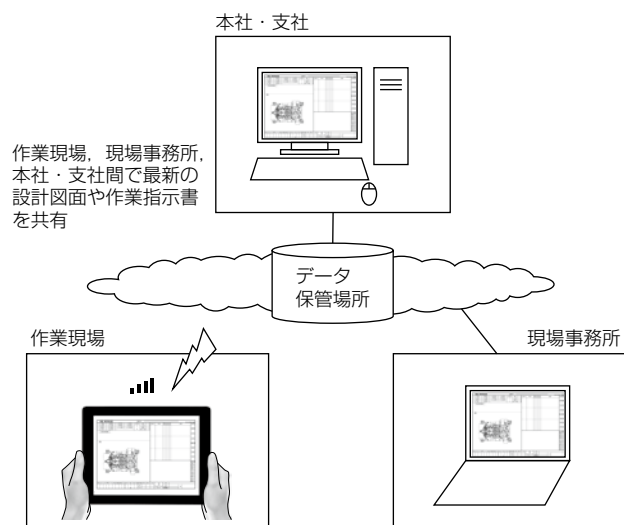 本社・支社
作業現場,現場事務所,
本社・支社間で最新の
設計図面や作業指示書
を共有
データ
保管場所
作業現場
現場事務所